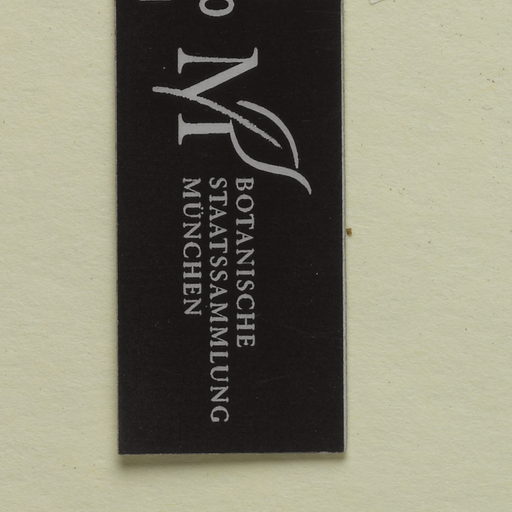 M
BOTANISCHE
STAATSSAMMLUNG
MÜNCHEN